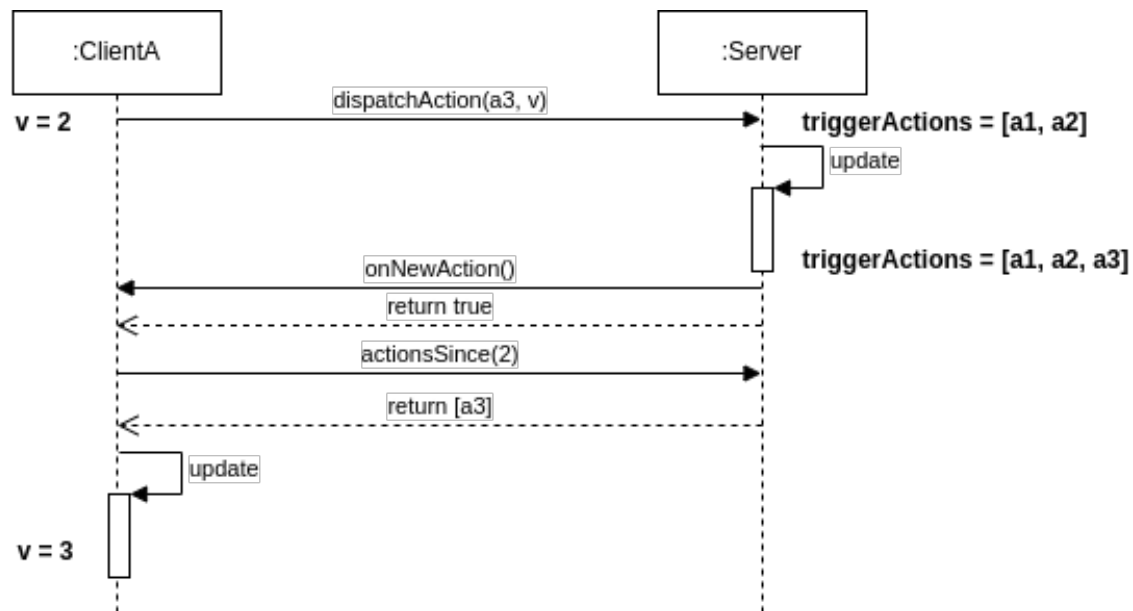 :ClientA
:Server
dispatchAction(a3, v)
v = 2
triggerActions = [a1, a2]
update
triggerActions = [a1, a2, a3]
onNewAction()
return true
actionsSince(2)
return [a3]
update
v = 3